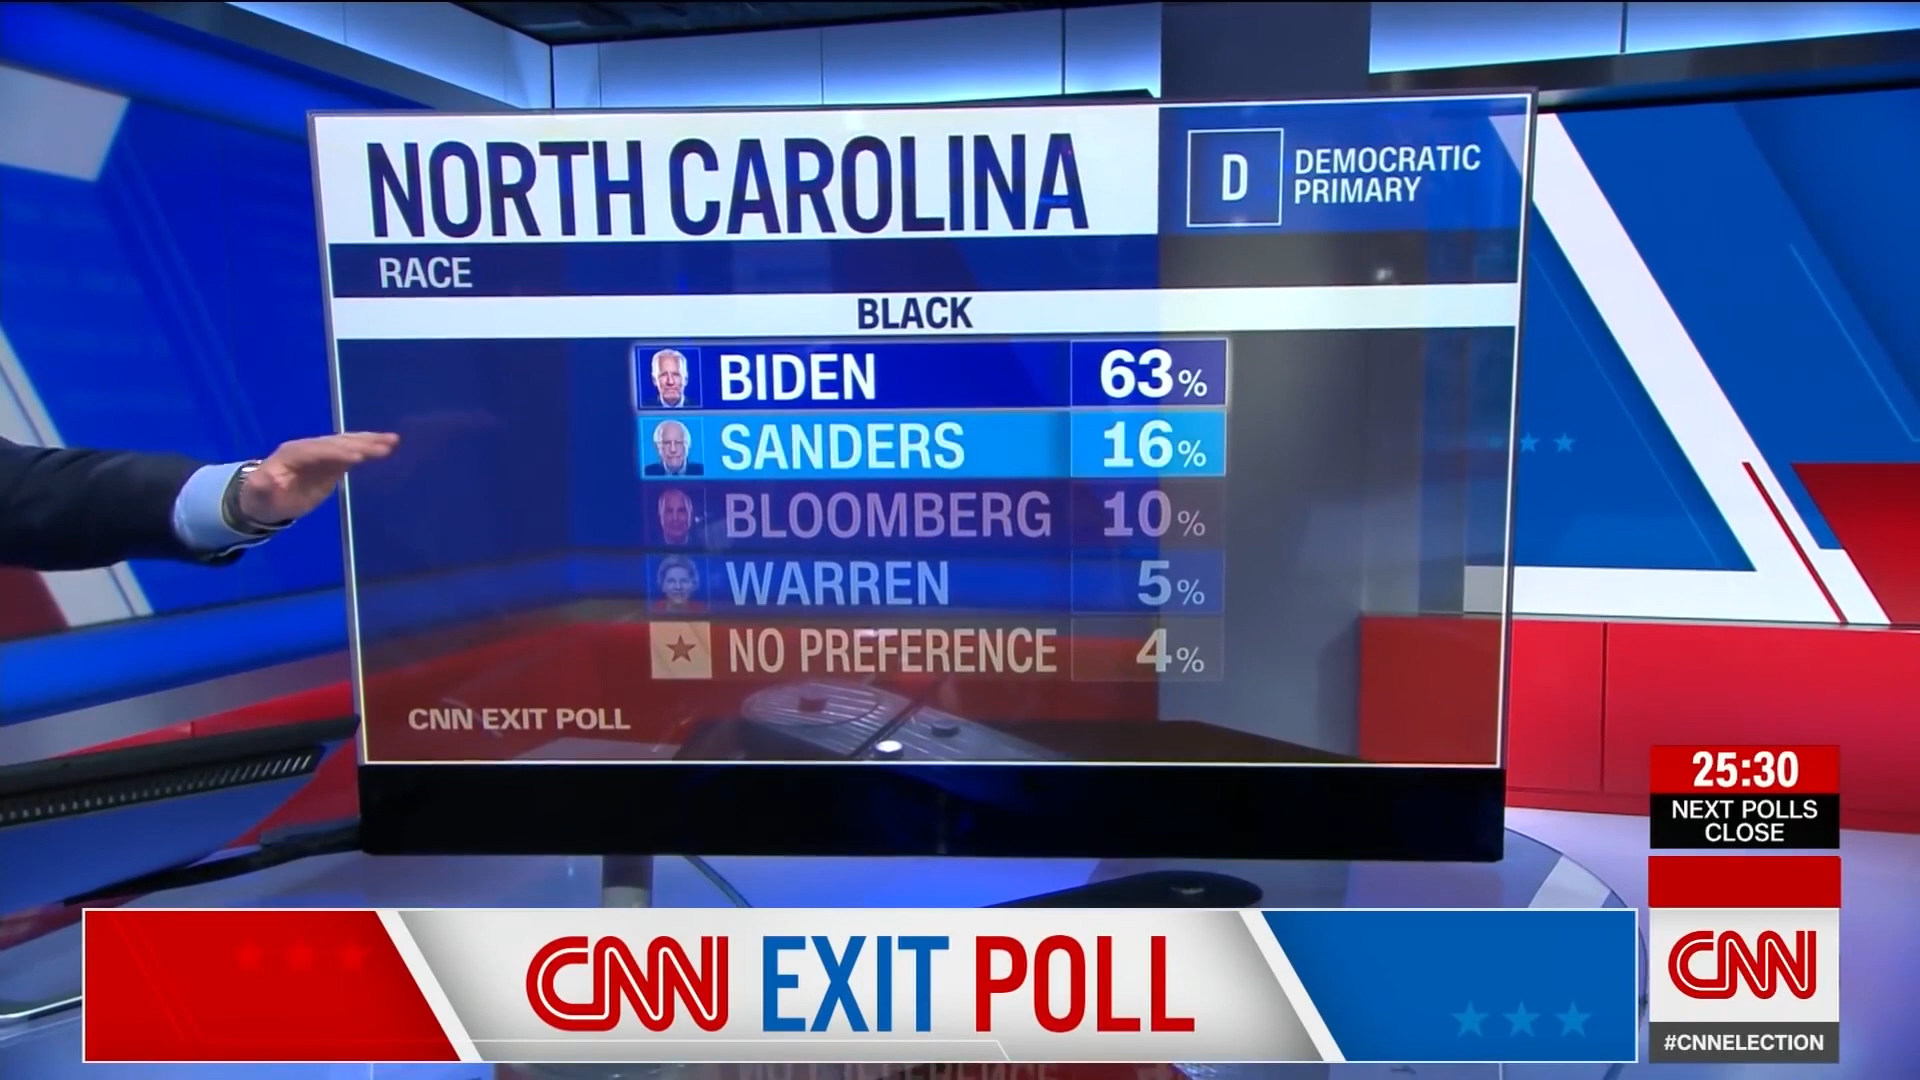 NORTH CAROLINA
D
DEMOCRATIC
PRIMARY
RACE
BLACK
BIDEN 63%
SANDERS 16%
BLOOMBERG 10%
WARREN 5%
NO PREFERENCE 4%
CNN EXIT POLL
25:30
NEXT POLLS
CLOSE
CNN EXIT POLL
CNN
#CNNELECTION